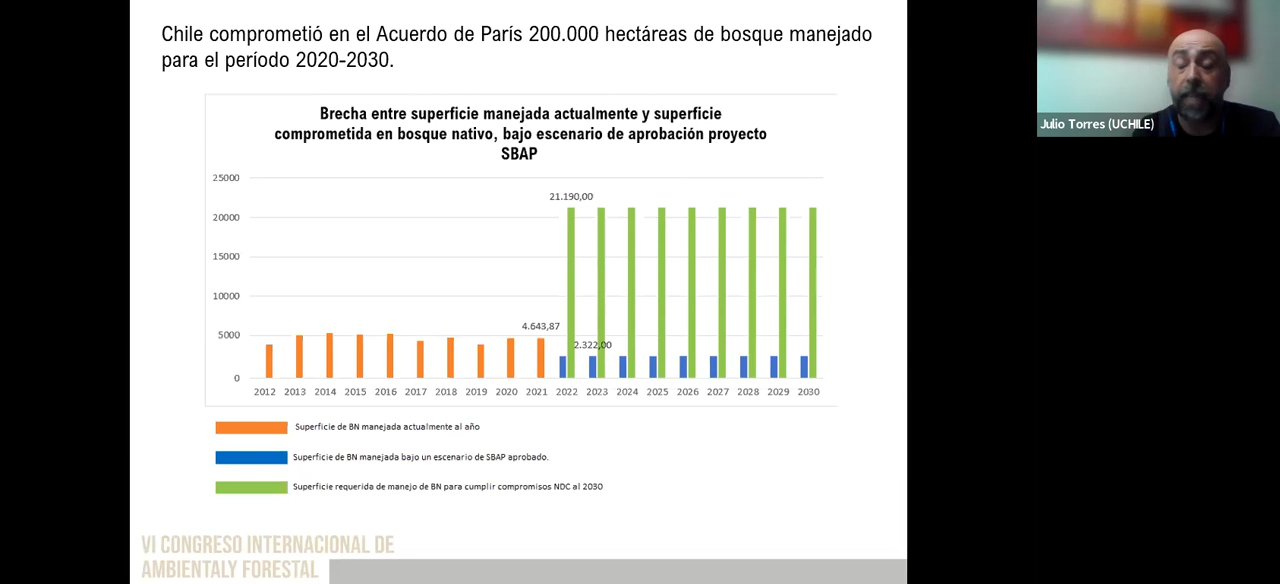 Chile comprometió en el Acuerdo de París 200.000 hectáreas de bosque manejado
para el período 2020-2030.
Brecha entre superficie manejada actualmente y superficie
comprometida en bosque nativo, bajo escenario de aprobación proyecto
SBAP
25000
20000
15000
10000
5000
0
21.190,00
4.643,87
2.322,00
2012 2013 2014 2015 2016 2017 2018 2019 2020 2021 2022 2023 2024 2025 2026 2027 2028 2029 2030
Superficie de BN manejada actualmente al año
Superficie de BN manejada bajo un escenario de SBAP aprobado.
Superficie requerida de manejo de BN para cumplir compromisos NDC al 2030
VI CONGRESO INTERNACIONAL DE
AMBIENTALY FORESTAL
Julio Torres (UCHILE)